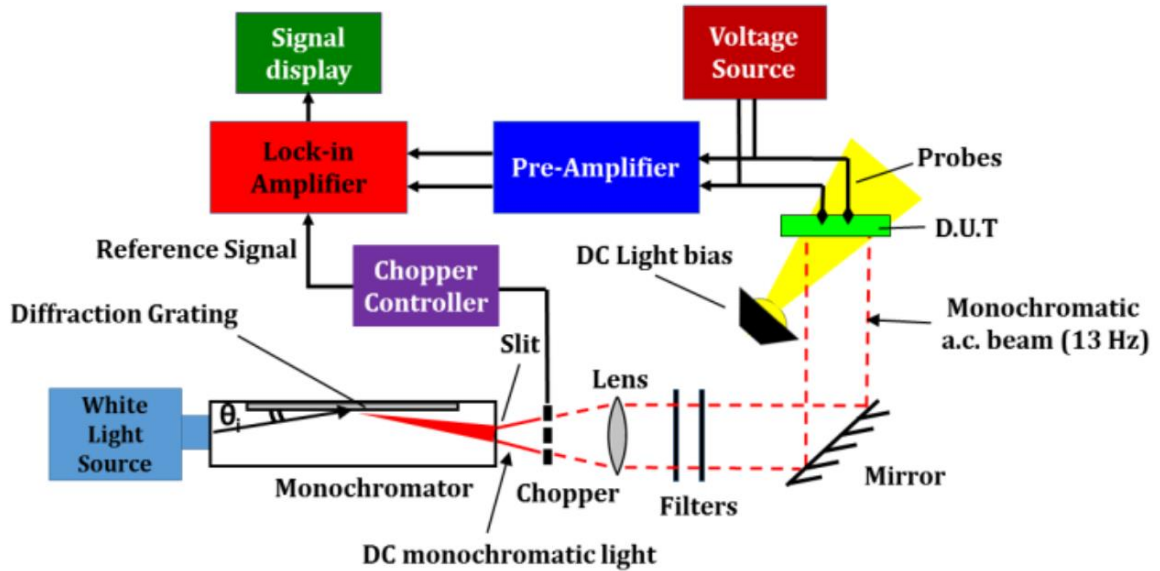 Signal
display
Voltage
Source
Lock-in
Amplifier
Pre-Amplifier
Probes
D.U.T
Reference Signal
DC Light bias
Chopper
Controller
Diffraction Grating
Monochromatic
a.c. beam (13 Hz)
Slit
Lens
White
Light
Source
θi
Monochromator
Chopper
Filters
Mirror
DC monochromatic light